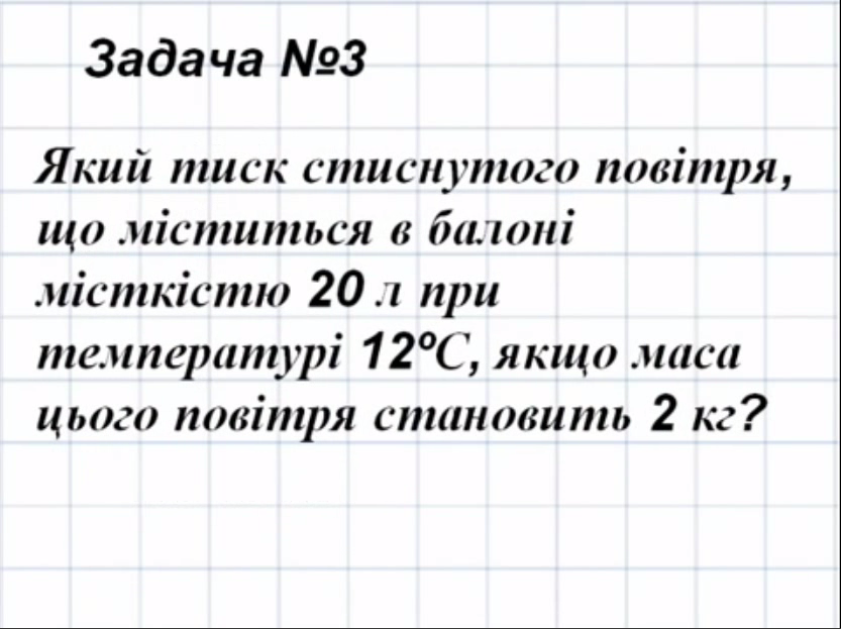 Задача №3
Який тиск стиснутого повітря,
що міститься в балоні
місткістю 20 л при
температурі 12ºС, якщо маса
цього повітря становить 2 кг?